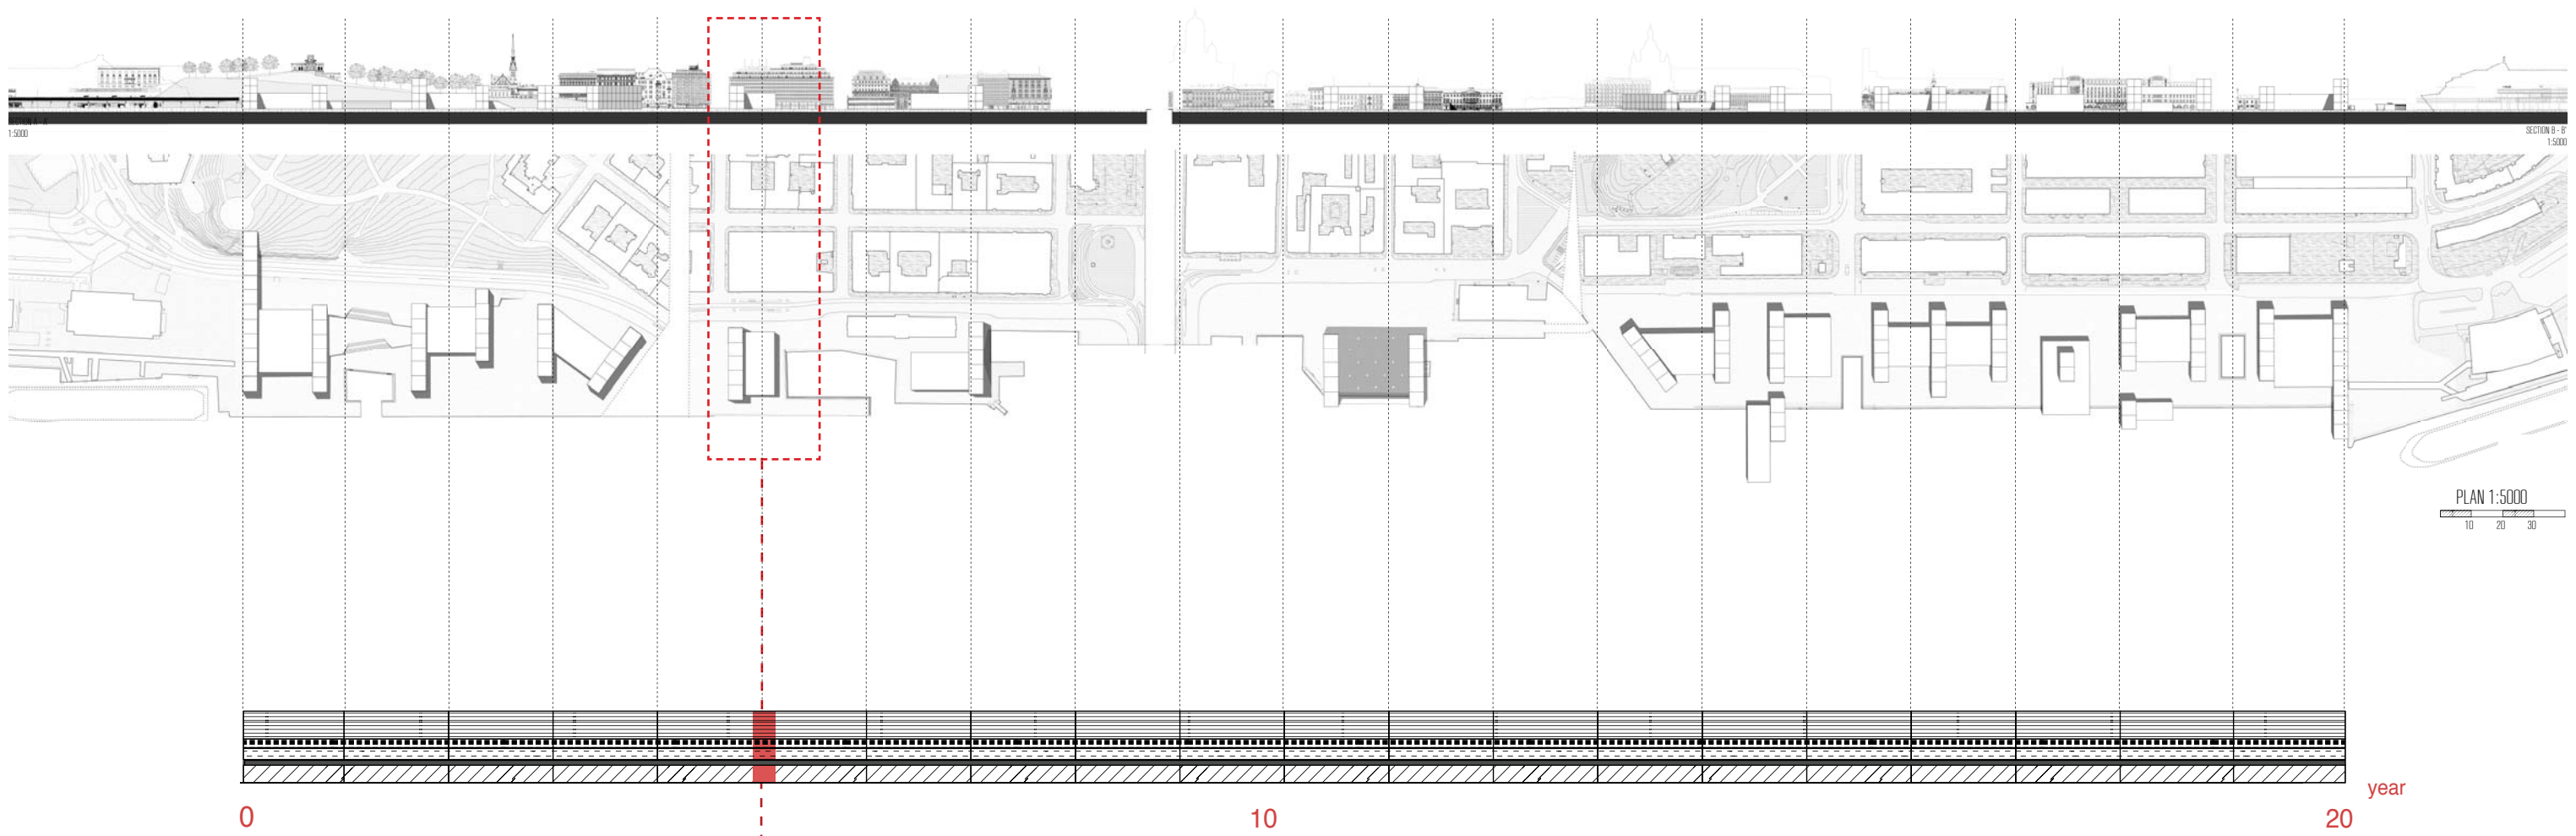 SECTION A - A'
1:5000
SECTION B - B'
1:5000
PLAN 1:5000
10 20 30
year
0 10 20